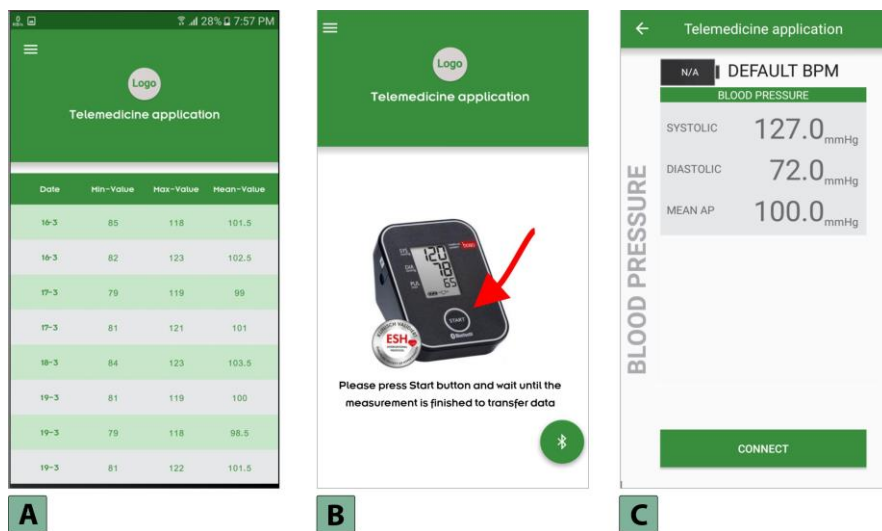 28% 7:57 PM
Logo
Telemedicine application
Date Min-Value Max-Value Mean-Value
16-3 85 118 101.5
16-3 82 123 102.5
17-3 79 119 99
17-3 81 121 101
18-3 84 123 103.5
19-3 81 119 100
19-3 79 118 98.5
19-3 81 122 101.5
A
Logo
Telemedicine application
120
78
65
START
Bluetooth
ESH
Please press Start button and wait until the
measurement is finished to transfer data
B
Telemedicine application
N/A DEFAULT BPM
BLOOD PRESSURE
SYSTOLIC 127.0 mmHg
DIASTOLIC 72.0 mmHg
MEAN AP 100.0 mmHg
BLOOD PRESSURE
CONNECT
C